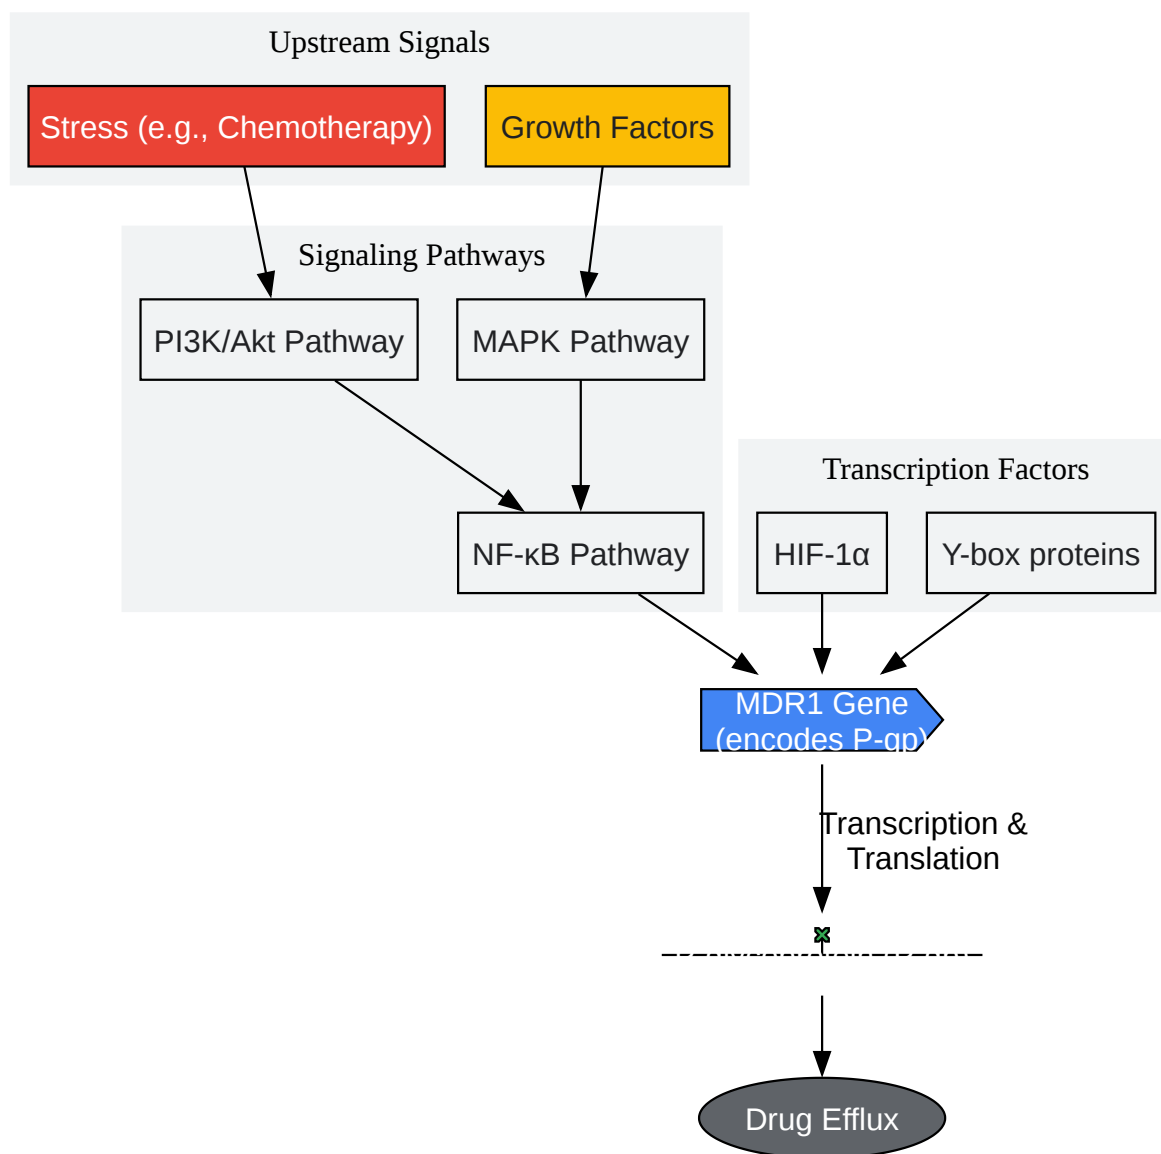 Upstream Signals
Stress (e.g., Chemotherapy)
Growth Factors
Signaling Pathways
PI3K/Akt Pathway
MAPK Pathway
Transcription Factors
NF-κB Pathway
HIF-1α
Y-box proteins
MDR1 Gene
(encodes P-gp)
Transcription &
Translation
Drug Efflux